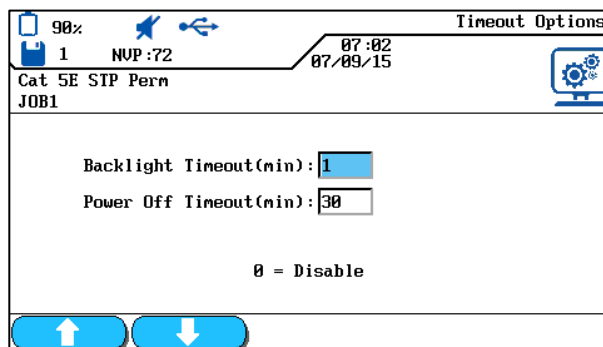 90%
Timeout Options
1 NVP:72
07:02
07/09/15
Cat 5E STP Perm
JOB1
Backlight Timeout(min): 1
Power Off Timeout(min): 30
0 = Disable